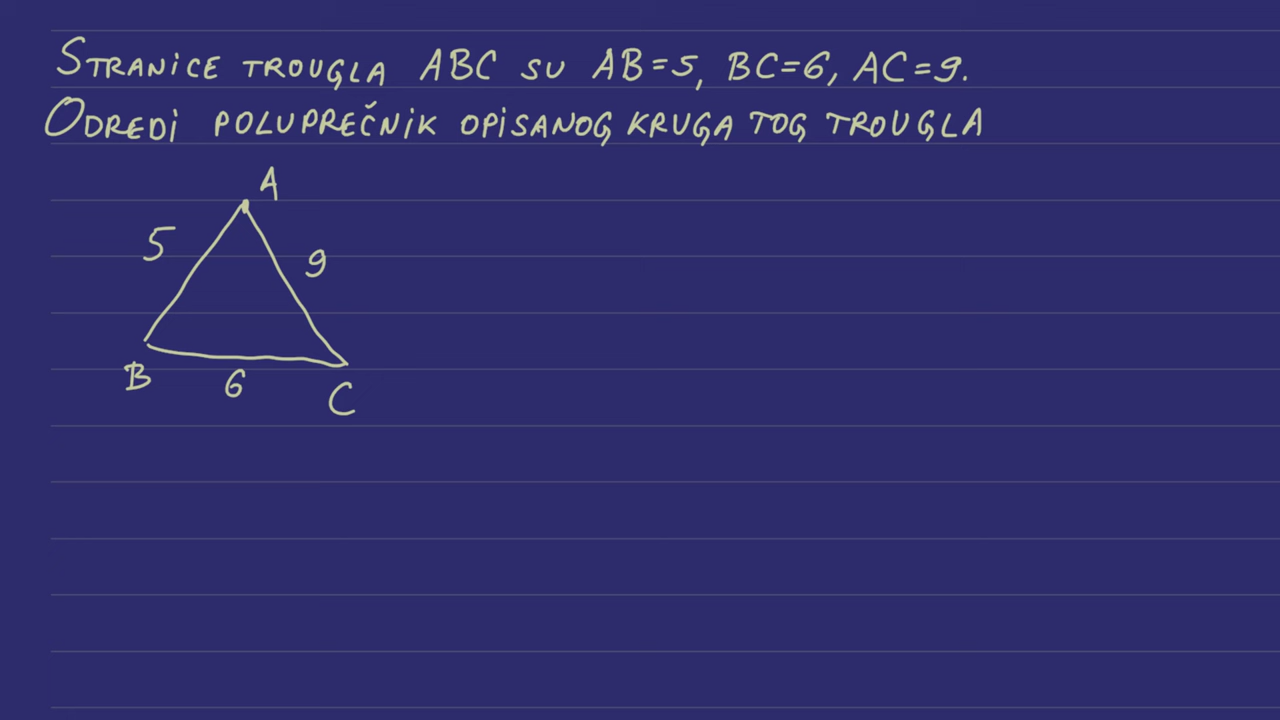 STRANICE TROUGLA ABC SU AB=5, BC=6, AC=9.
ODREDI POLUPREČNIK OPISANOG KRUGA TOG TROUGLA
A
5
9
B
6
C